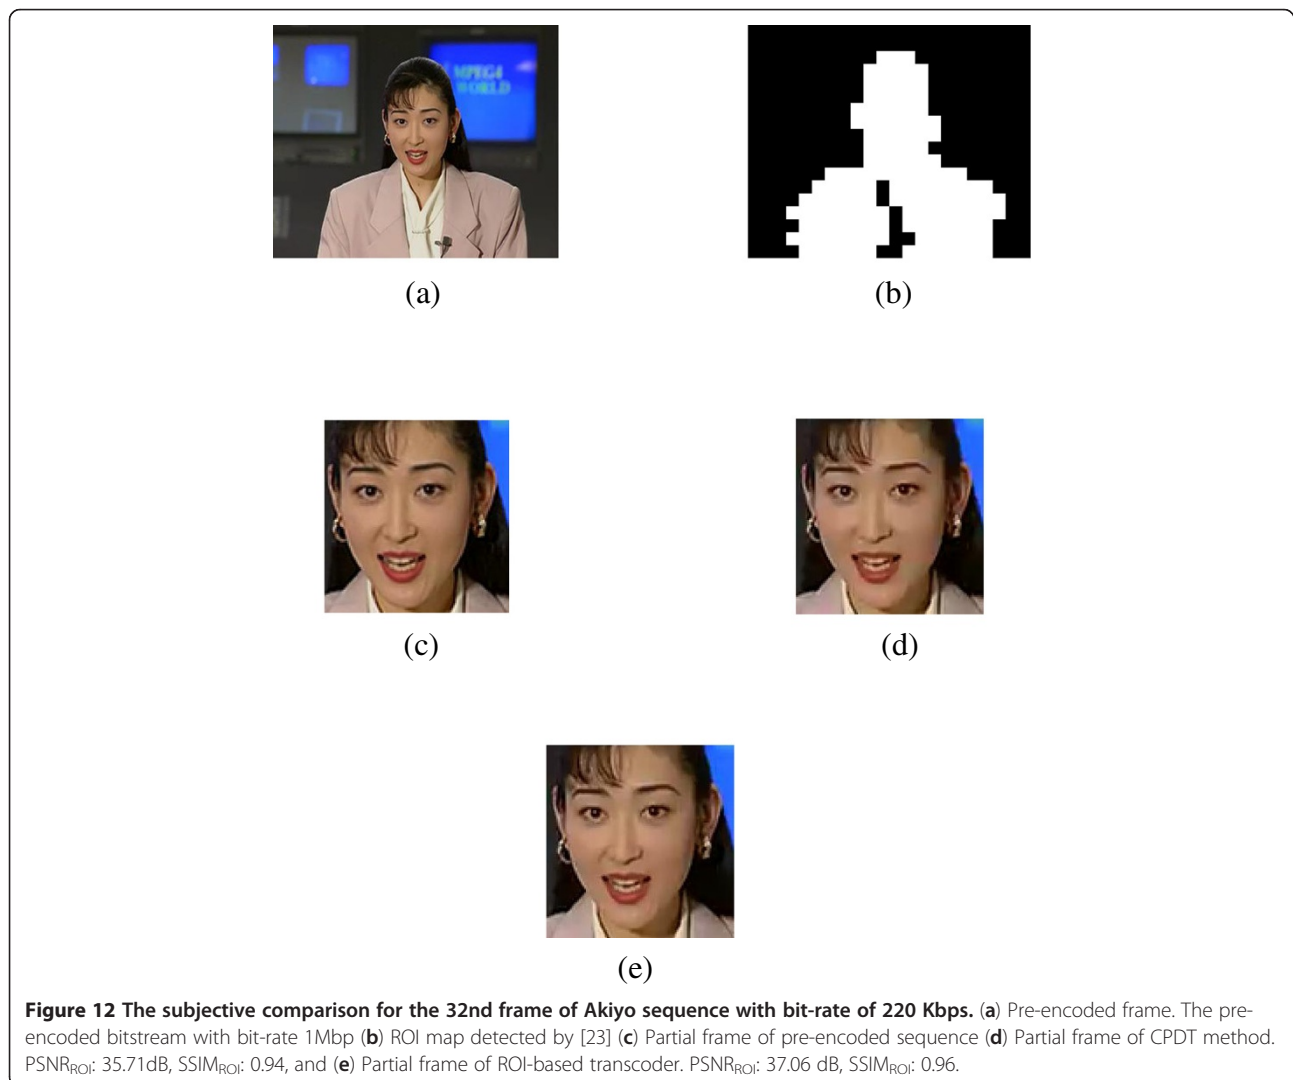 MPEG4
WORLD
(a)
(b)
(c)
(d)
(e)
Figure 12 The subjective comparison for the 32nd frame of Akiyo sequence with bit-rate of 220 Kbps. (a) Pre-encoded frame. The pre-
encoded bitstream with bit-rate 1Mbp (b) ROI map detected by [23] (c) Partial frame of pre-encoded sequence (d) Partial frame of CPDT method.
PSNRROI: 35.71dB, SSIMROI: 0.94, and (e) Partial frame of ROI-based transcoder. PSNRROI: 37.06 dB, SSIMROI: 0.96.